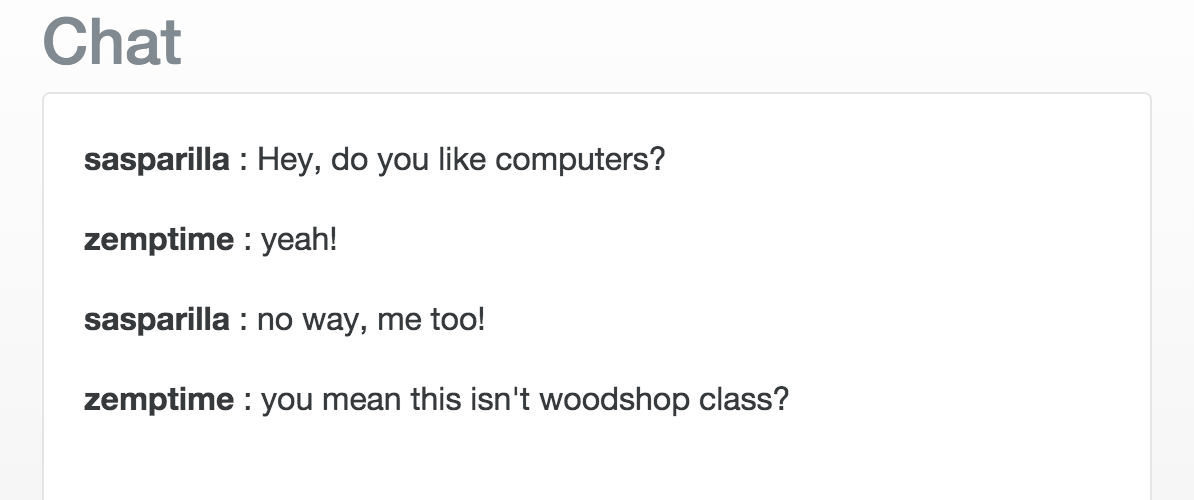 Chat
sasparilla : Hey, do you like computers?
zemptime : yeah!
sasparilla : no way, me too!
zemptime : you mean this isn't woodshop class?